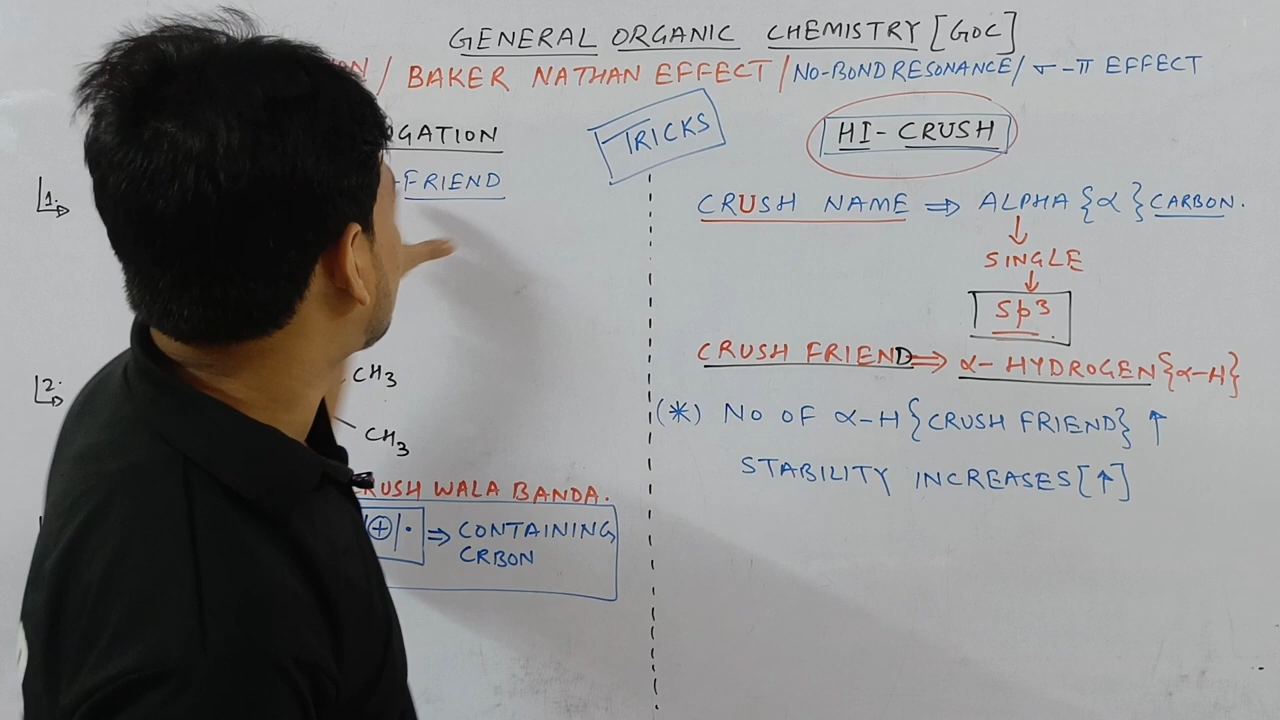 GENERAL ORGANIC CHEMISTRY [GOC]
/ BAKER NATHAN EFFECT / NO-BOND RESONANCE / σ-π EFFECT
GATION
TRICKS
HI-CRUSH
1.
-FRIEND
CRUSH NAME ⇒ ALPHA {α} CARBON.
↓
SINGLE
↓
Sp³
CRUSH FRIEND ⇒ α-HYDROGEN {α-H}
2.
CH₃
CH₃
(*) NO OF α-H {CRUSH FRIEND} ↑
STABILITY INCREASES [↑]
RUSH WALA BANDA.
⊕ | • ⇒ CONTAINING
CRBON